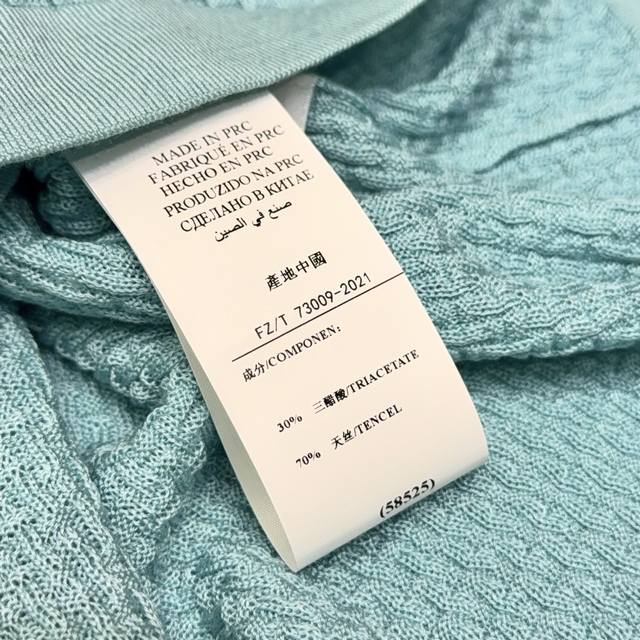 MADE IN PRC
FABRIQUÉ EN PRC
HECHO EN PRC
PRODUZIDO NA PRC
СДЕЛАНО В КИТАЕ
صنع في الصين
產地中國
FZ/T 73009-2021
成分/COMPONEN:
30% 三醋酸/TRIACETATE
70% 天丝/TENCEL
(58525)